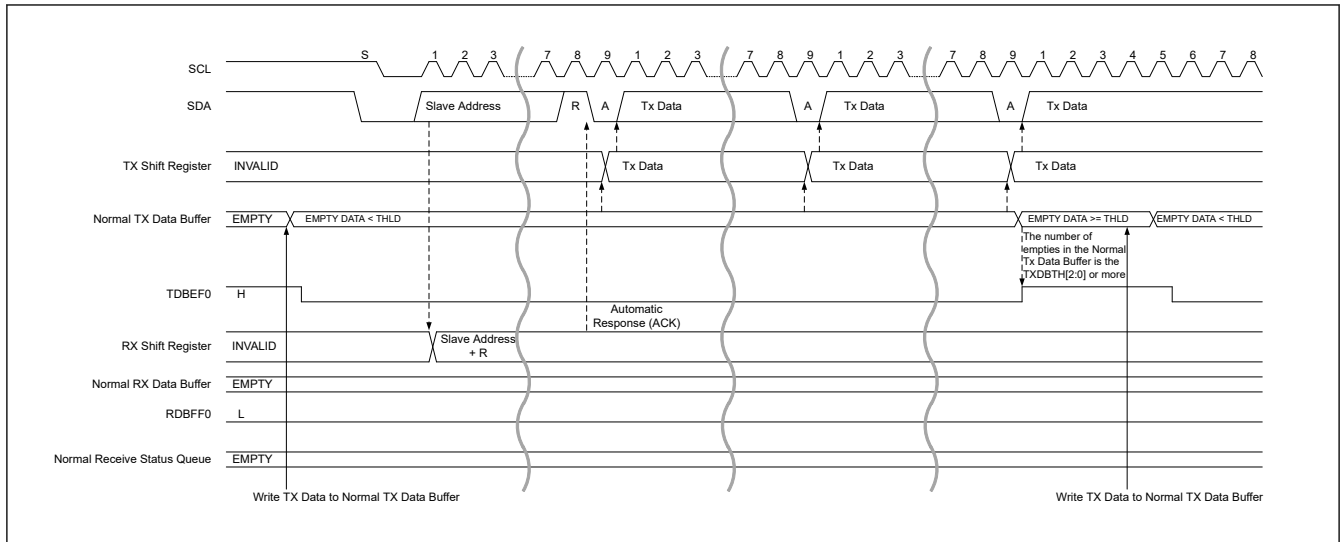 S 1 2 3 7 8 9 1 2 3 7 8 9 1 2 3 7 8 9 1 2 3 4 5 6 7 8
SCL
SDA Slave Address R A Tx Data A Tx Data A Tx Data
TX Shift Register INVALID Tx Data Tx Data Tx Data
Normal TX Data Buffer EMPTY EMPTY DATA < THLD EMPTY DATA >= THLD EMPTY DATA < THLD
The number of
empties in the Normal
Tx Data Buffer is the
TXDBTH[2:0] or more
TDBEF0 H
Automatic
Response (ACK)
RX Shift Register INVALID Slave Address
+ R
Normal RX Data Buffer EMPTY
RDBFF0 L
Normal Receive Status Queue EMPTY
Write TX Data to Normal TX Data Buffer Write TX Data to Normal TX Data Buffer